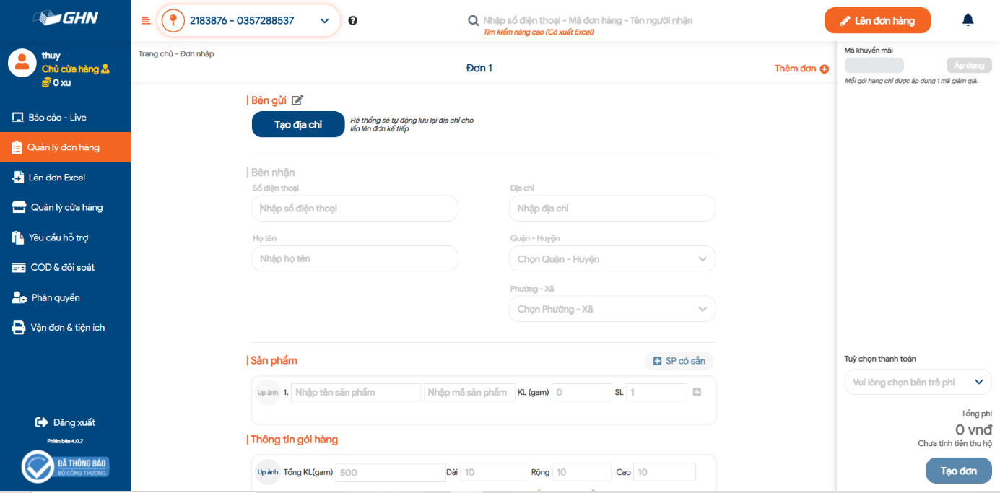 GHN
2183876 - 0357288537
Nhập số điện thoại - Mã đơn hàng - Tên người nhận
Tìm kiếm nâng cao (Có xuất Excel)
Lên đơn hàng
thuy
Chủ cửa hàng
0 xu
Báo cáo - Live
Quản lý đơn hàng
Lên đơn Excel
Quản lý cửa hàng
Yêu cầu hỗ trợ
COD & đối soát
Phân quyền
Vận đơn & tiện ích
Đăng xuất
Phiên bản 4.0.7
ĐÃ THÔNG BÁO
BỘ CÔNG THƯƠNG
Trang chủ - Đơn nháp
Đơn 1
Thêm đơn
Bên gửi
Tạo địa chỉ
Hệ thống sẽ tự động lưu lại địa chỉ cho
lần lên đơn kế tiếp
Bên nhận
Số điện thoại
Nhập số điện thoại
Họ tên
Nhập họ tên
Địa chỉ
Nhập địa chỉ
Quận - Huyện
Chọn Quận - Huyện
Phường - Xã
Chọn Phường - Xã
Sản phẩm
SP có sẵn
Up ảnh 1. Nhập tên sản phẩm Nhập mã sản phẩm KL (gam) 0 SL 1
Thông tin gói hàng
Up ảnh Tổng KL(gam) 500 Dài 10 Rộng 10 Cao 10
Mã khuyến mãi
Áp dụng
Mỗi gói hàng chỉ được áp dụng 1 mã giảm giá.
Tuỳ chọn thanh toán
Vui lòng chọn bên trả phí
Tổng phí
0 vnđ
Chưa tính tiền thu hộ
Tạo đơn